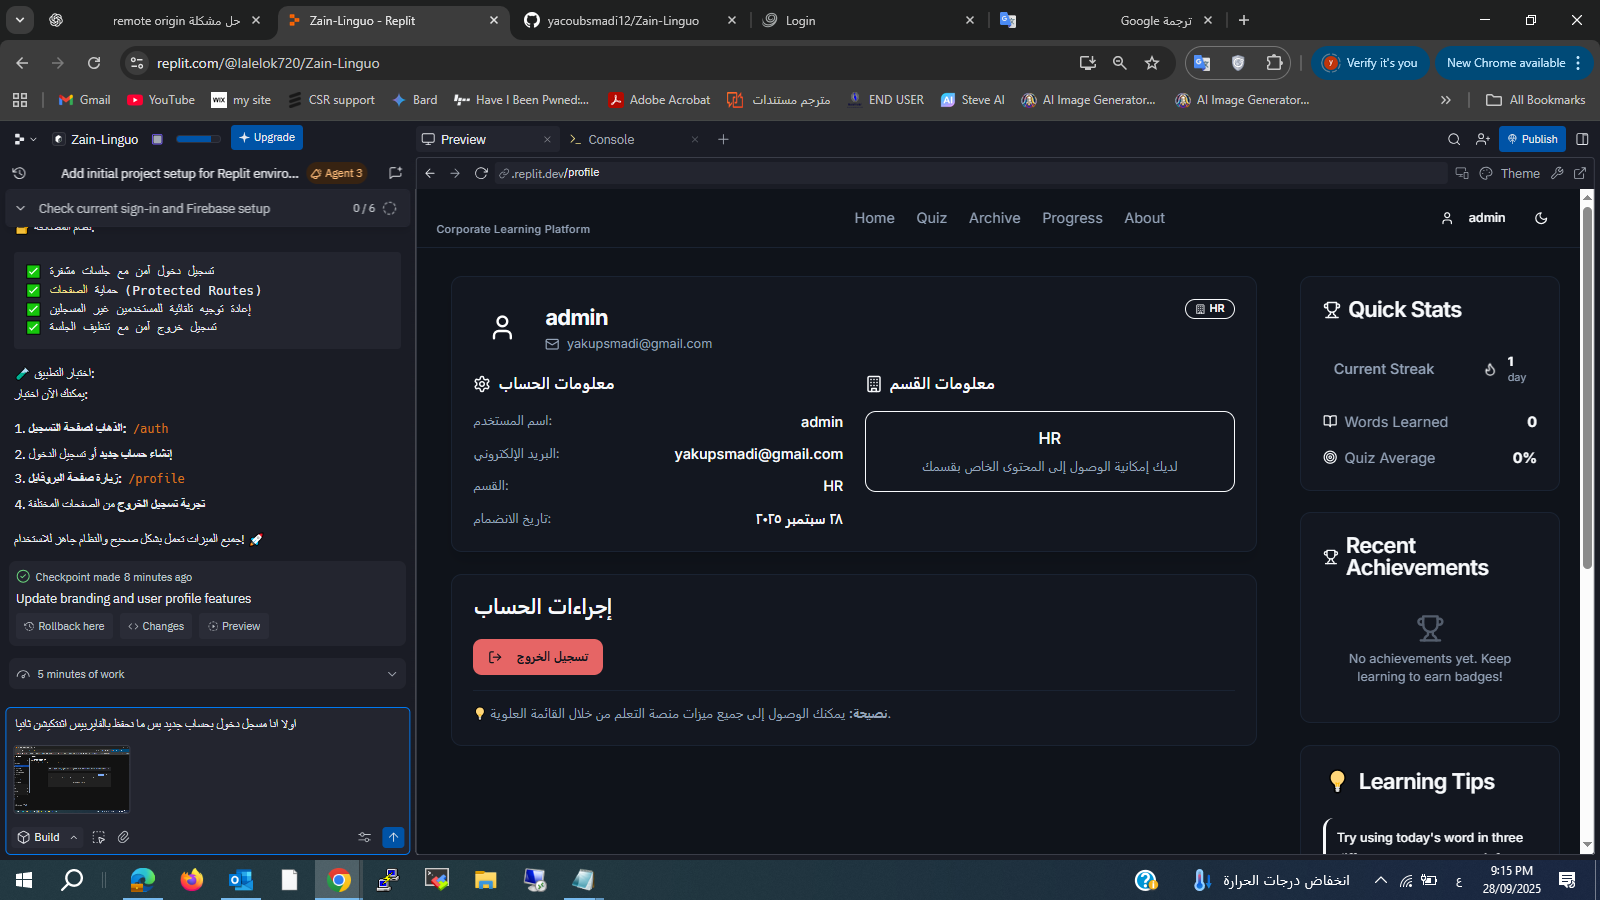 حل مشكلة remote origin
Zain-Linguo - Replit
yacoubsmadi12/Zain-Linguo
Login
ترجمة Google
replit.com/@lalelok720/Zain-Linguo
Verify it's you
New Chrome available
Gmail
YouTube
WIX my site
CSR support
Bard
Have I Been Pwned:...
Adobe Acrobat
مترجم مستندات
END USER
AI Steve AI
AI Image Generator...
AI Image Generator...
All Bookmarks
Zain-Linguo
Upgrade
Preview
Console
Publish
Add initial project setup for Replit enviro...
Agent 3
.replit.dev/profile
Theme
Check current sign-in and Firebase setup
0 / 6
تسجيل دخول آمن مع جلسات مشفرة
حماية الصفحات (Protected Routes)
إعادة توجيه تلقائية للمستخدمين غير المسجلين
تسجيل خروج آمن مع تنظيف الجلسة
اختبار التطبيق:
يمكنك الآن اختبار:
1. الذهاب لصفحة التسجيل: /auth
2. إنشاء حساب جديد أو تسجيل الدخول
3. زيارة صفحة البروفايل: /profile
4. تجربة تسجيل الخروج من الصفحات المختلفة
جميع الميزات تعمل بشكل صحيح والنظام جاهز للاستخدام! 🚀
Checkpoint made 8 minutes ago
Update branding and user profile features
Rollback here
Changes
Preview
5 minutes of work
اولا انا مسجل دخول بحساب جديد بس ما نحفظ بالفايربيس اثنتكيشن ثانيا
Build
Corporate Learning Platform
Home
Quiz
Archive
Progress
About
admin
admin
HR
yakupsmadi@gmail.com
معلومات الحساب
اسم المستخدم:
admin
البريد الإلكتروني:
yakupsmadi@gmail.com
القسم:
HR
تاريخ الانضمام:
٢٨ سبتمبر ٢٠٢٥
معلومات القسم
HR
لديك إمكانية الوصول إلى المحتوى الخاص بقسمك
إجراءات الحساب
تسجيل الخروج
💡 نصيحة: يمكنك الوصول إلى جميع ميزات منصة التعلم من خلال القائمة العلوية.
Quick Stats
Current Streak
1
day
Words Learned
0
Quiz Average
0%
Recent
Achievements
No achievements yet. Keep
learning to earn badges!
💡 Learning Tips
Try using today's word in three
انخفاض درجات الحرارة
ع
9:15 PM
28/09/2025